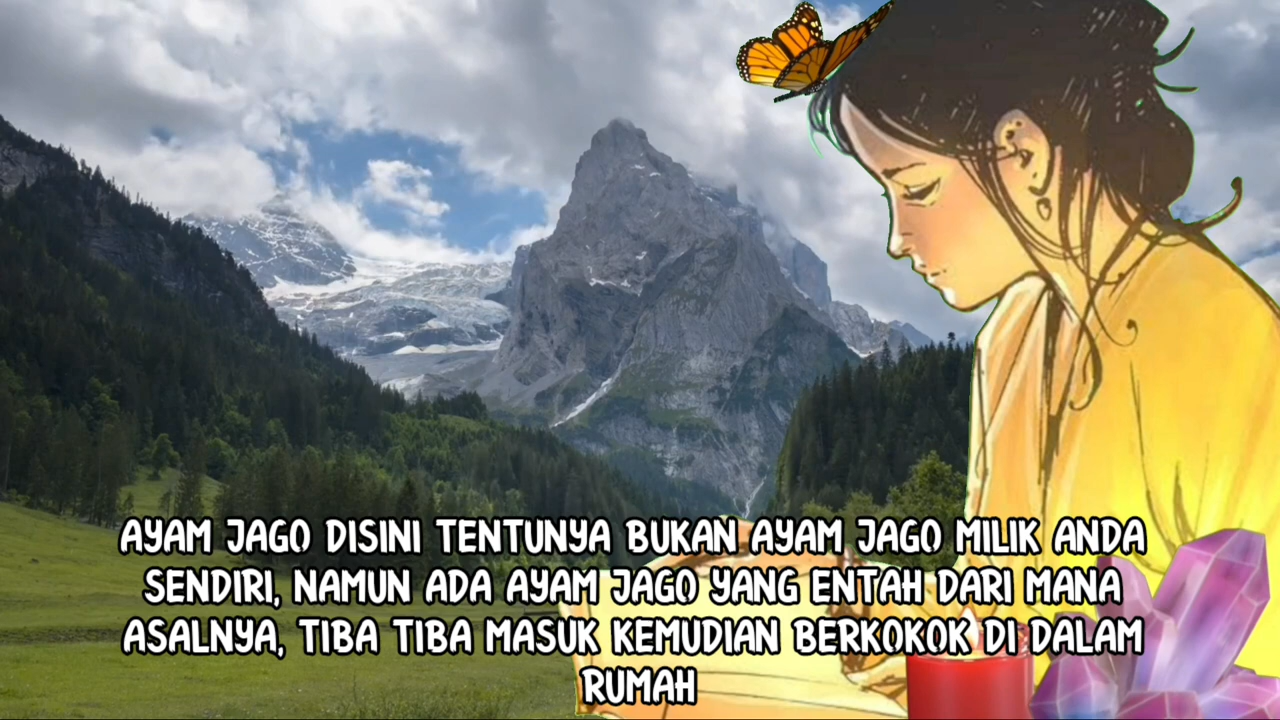 AYAM JAGO DISINI TENTUNYA BUKAN AYAM JAGO MILIK ANDA
SENDIRI, NAMUN ADA AYAM JAGO YANG ENTAH DARI MANA
ASALNYA, TIBA TIBA MASUK KEMUDIAN BERKOKOK DI DALAM
RUMAH